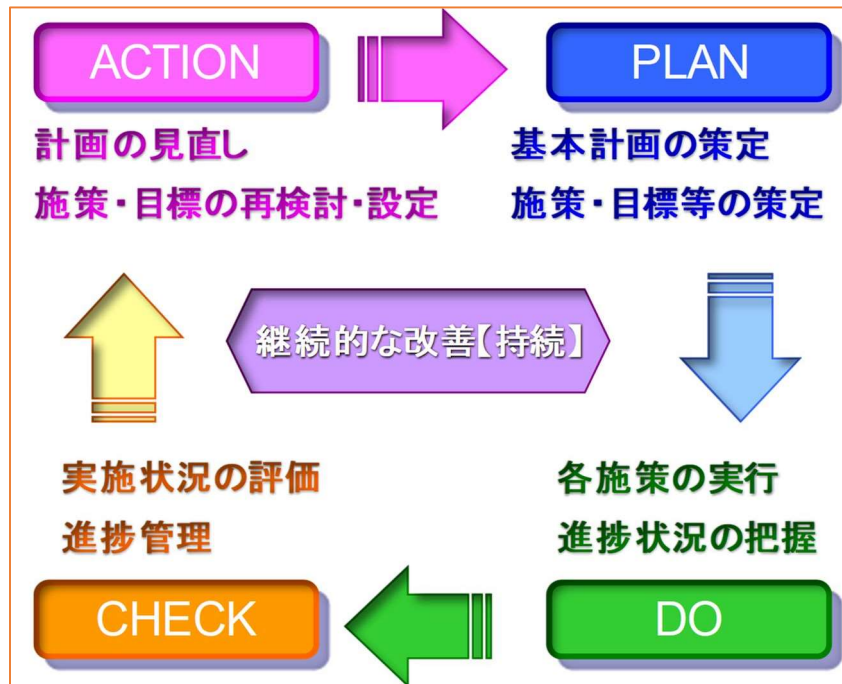 ACTION
PLAN
計画の見直し
施策・目標の再検討・設定
基本計画の策定
施策・目標等の策定
継続的な改善【持続】
実施状況の評価
進捗管理
各施策の実行
進捗状況の把握
CHECK
DO